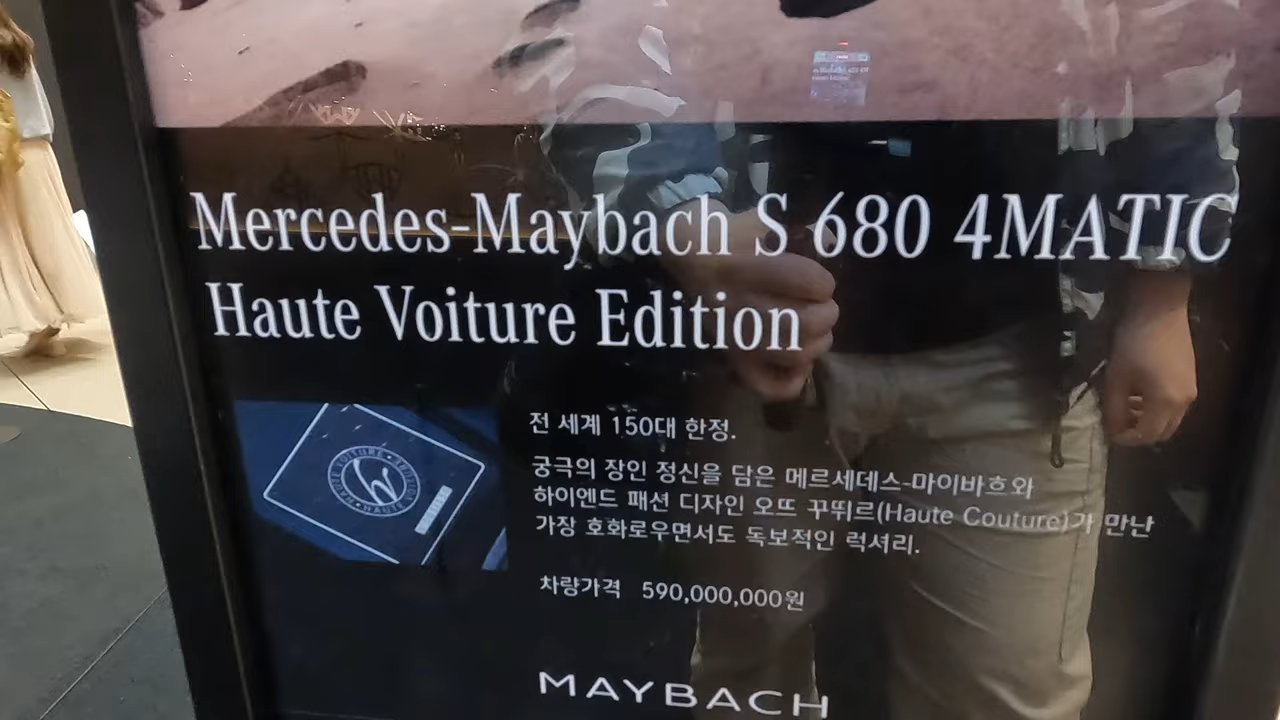 Mercedes-Maybach S 680 4MATIC
Haute Voiture Edition
전 세계 150대 한정.
궁극의 장인 정신을 담은 메르세데스-마이바흐와
하이엔드 패션 디자인 오뜨 꾸뛰르(Haute Couture)가 만난
가장 호화로우면서도 독보적인 럭셔리.
HAUTE VOITURE
차량가격 590,000,000원
MAYBACH